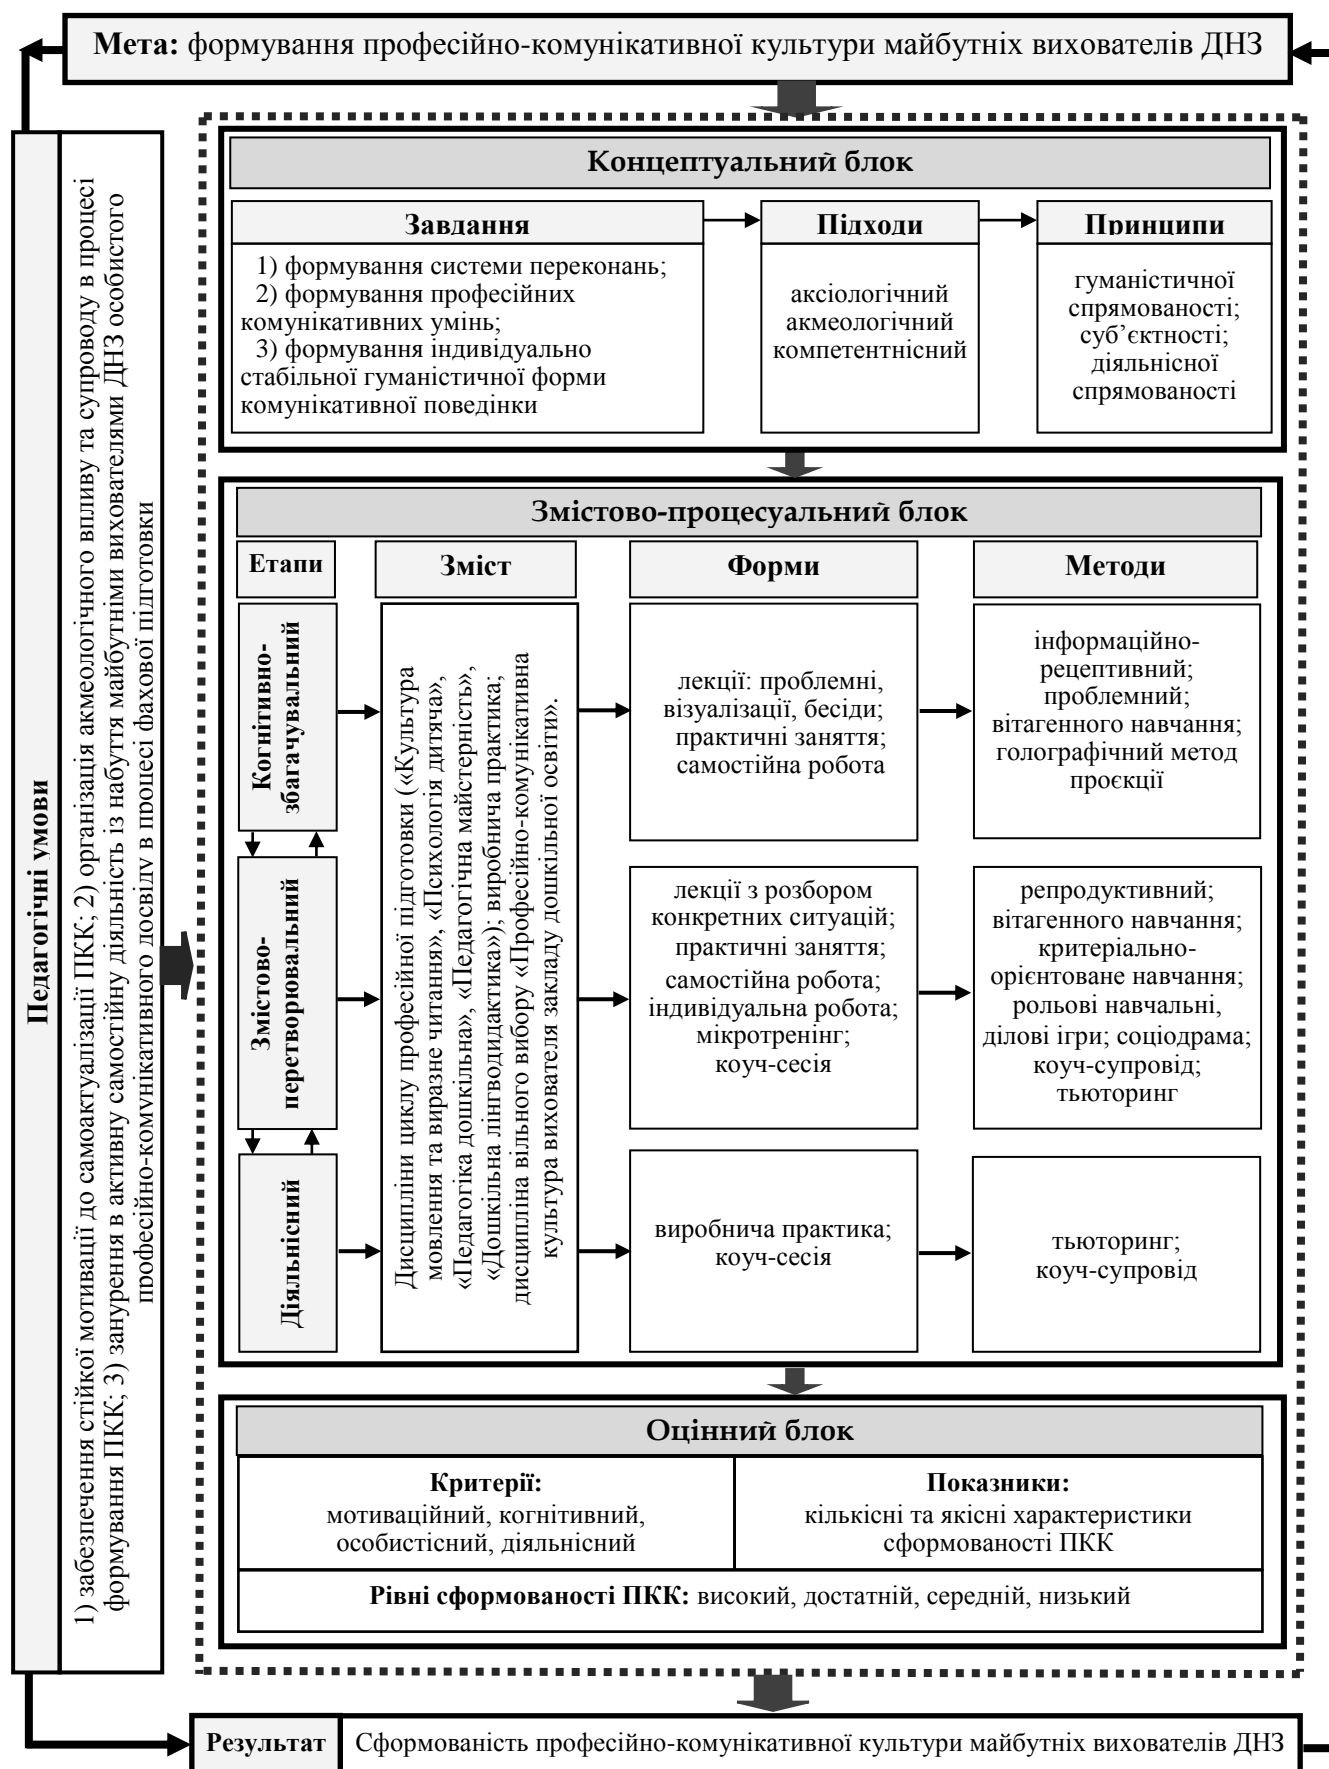 Мета: формування професійно-комунікативної культури майбутніх вихователів ДНЗ
Педагогічні умови
1) забезпечення стійкої мотивації до самоактуалізації ПКК; 2) організація акмеологічного впливу та супроводу в процесі
формування ПКК; 3) занурення в активну самостійну діяльність із набуття майбутніми вихователями ДНЗ особистого
професійно-комунікативного досвіду в процесі фахової підготовки
Концептуальний блок
Завдання
1) формування системи переконань;
2) формування професійних
комунікативних умінь;
3) формування індивідуально
стабільної гуманістичної форми
комунікативної поведінки
Підходи
аксіологічний
акмеологічний
компетентнісний
Принципи
гуманістичної
спрямованості;
суб’єктності;
діяльнісної
спрямованості
Змістово-процесуальний блок
Етапи
Зміст
Форми
Методи
Когнітивно-
збагачувальний
Змістово-
перетворювальний
Діяльнісний
Дисципліни циклу професійної підготовки («Культура
мовлення та виразне читання», «Психологія дитяча»,
«Педагогіка дошкільна», «Педагогічна майстерність»,
«Дошкільна лінгводидактика»); виробнича практика;
дисципліна вільного вибору «Професійно-комунікативна
культура вихователя закладу дошкільної освіти».
лекції: проблемні,
візуалізації, бесіди;
практичні заняття;
самостійна робота
інформаційно-
рецептивний;
проблемний;
вітагенного навчання;
голографічний метод
проєкції
лекції з розбором
конкретних ситуацій;
практичні заняття;
самостійна робота;
індивідуальна робота;
мікротренінг;
коуч-сесія
репродуктивний;
вітагенного навчання;
критеріально-
орієнтоване навчання;
рольові навчальні,
ділові ігри; соціодрама;
коуч-супровід;
тьюторинг
виробнича практика;
коуч-сесія
тьюторинг;
коуч-супровід
Оцінний блок
Критерії:
мотиваційний, когнітивний,
особистісний, діяльнісний
Показники:
кількісні та якісні характеристики
сформованості ПКК
Рівні сформованості ПКК: високий, достатній, середній, низький
Результат
Сформованість професійно-комунікативної культури майбутніх вихователів ДНЗ